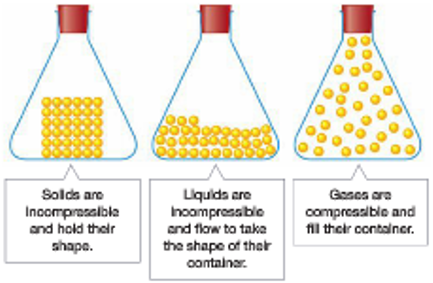 Solids are
incompressible
and hold their
shape.
Liquids are
incompressible
and flow to take
the shape of their
container.
Gases are
compressible and
fill their container.